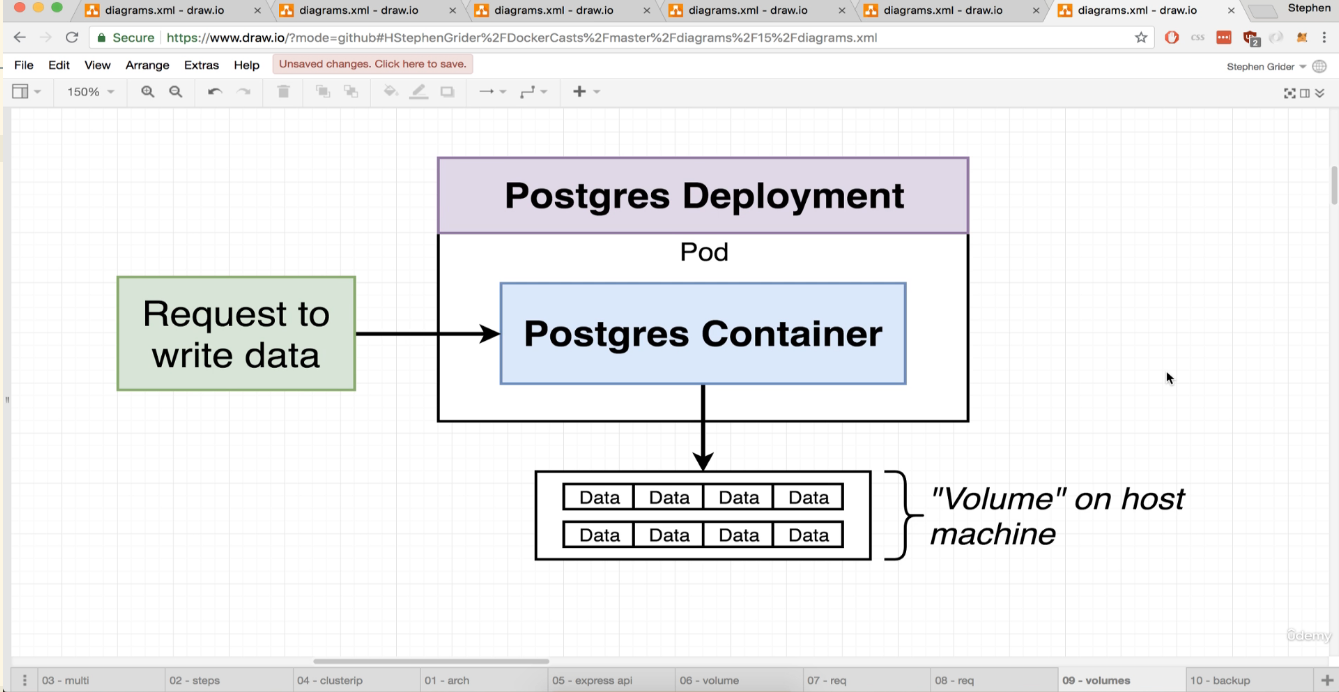 diagrams.xml - draw.io
diagrams.xml - draw.io
diagrams.xml - draw.io
diagrams.xml - draw.io
diagrams.xml - draw.io
diagrams.xml - draw.io
Stephen
Secure
https://www.draw.io/?mode=github#HStephenGrider%2FDockerCasts%2Fmaster%2Fdiagrams%2F15%2Fdiagrams.xml
CSS
2
File Edit View Arrange Extras Help
Unsaved changes. Click here to save.
Stephen Grider
150%
Postgres Deployment
Pod
Request to
write data
Postgres Container
Data Data Data Data
Data Data Data Data
"Volume" on host
machine
ûdemy
03 - multi
02 - steps
04 - clusterip
01 - arch
05 - express api
06 - volume
07 - req
08 - req
09 - volumes
10 - backup